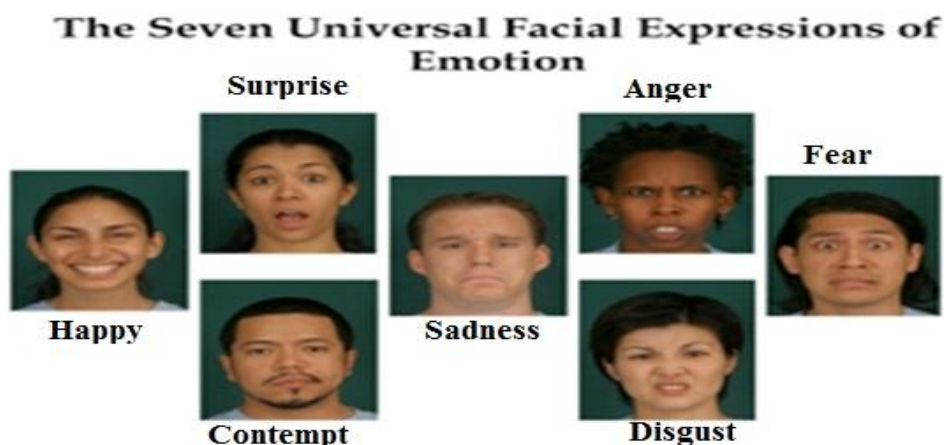 The Seven Universal Facial Expressions of
Emotion
Surprise
Anger
Fear
Happy
Sadness
Contempt
Disgust